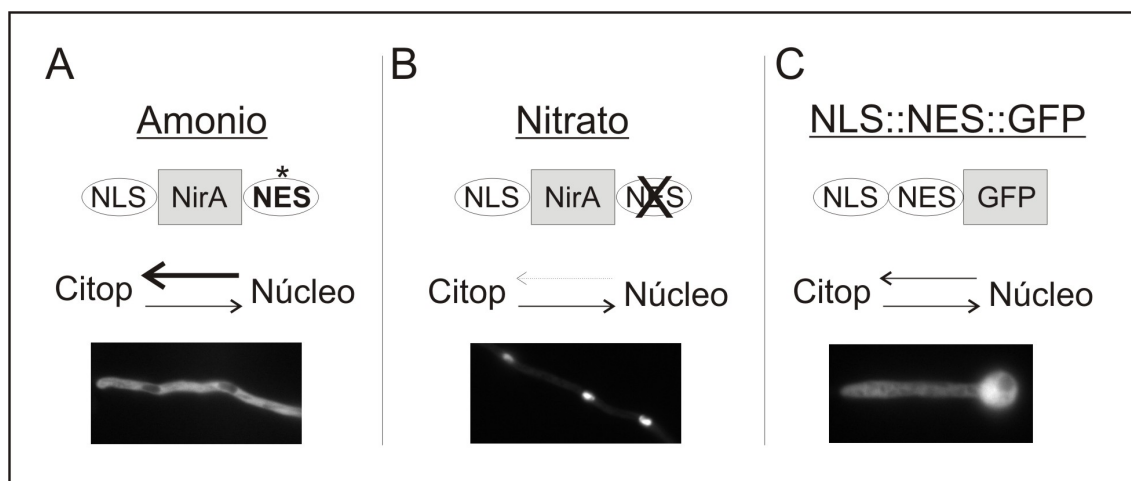 A
Amonio
NLS NirA NES
*
Citop Núcleo
B
Nitrato
NLS NirA NES
Citop Núcleo
C
NLS::NES::GFP
NLS NES GFP
Citop Núcleo